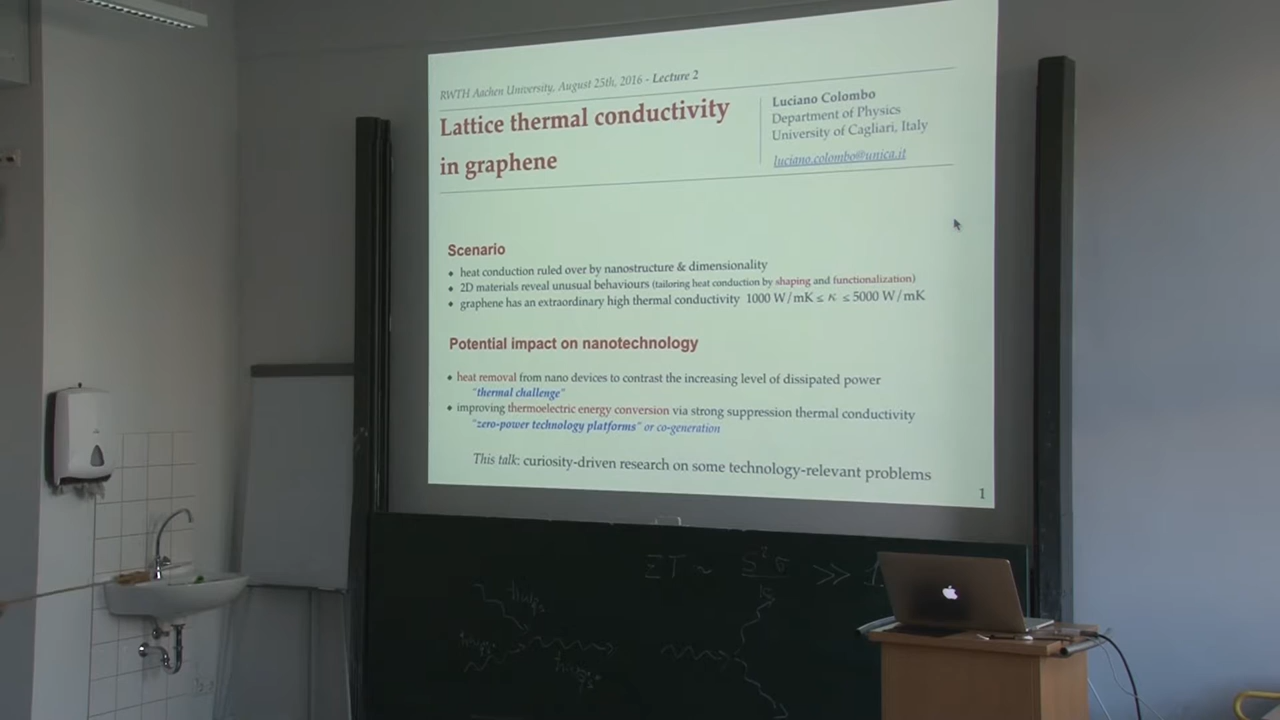 RWTH Aachen University, August 25th, 2016 - Lecture 2
Lattice thermal conductivity
in graphene
Luciano Colombo
Department of Physics
University of Cagliari, Italy
luciano.colombo@unica.it
Scenario
• heat conduction ruled over by nanostructure & dimensionality
• 2D materials reveal unusual behaviours (tailoring heat conduction by shaping and functionalization)
• graphene has an extraordinary high thermal conductivity 1000 W/mK ≤ κ ≤ 5000 W/mK
Potential impact on nanotechnology
• heat removal from nano devices to contrast the increasing level of dissipated power
"thermal challenge"
• improving thermoelectric energy conversion via strong suppression thermal conductivity
"zero-power technology platforms" or co-generation
This talk: curiosity-driven research on some technology-relevant problems
1
ZT ~ S²σ ≫ 1